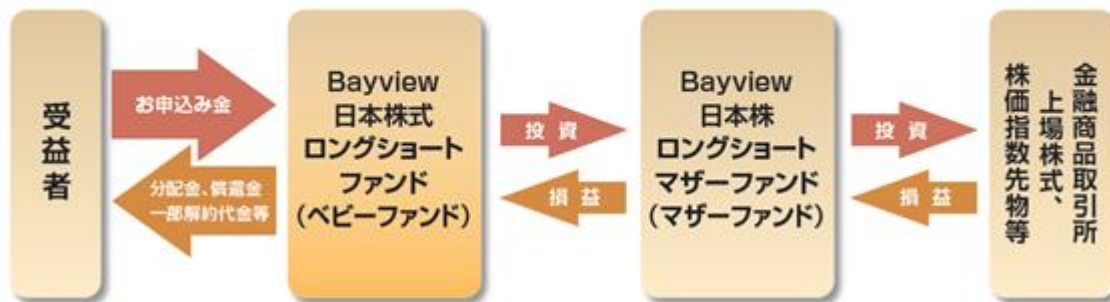 受益者
お申込み金
分配金、償還金
一部解約代金等
Bayview
日本株式
ロングショート
ファンド
(ベビーファンド)
投資
損益
Bayview
日本株
ロングショート
マザーファンド
(マザーファンド)
投資
損益
金融商品取引所
上場株式、
株価指数先物等